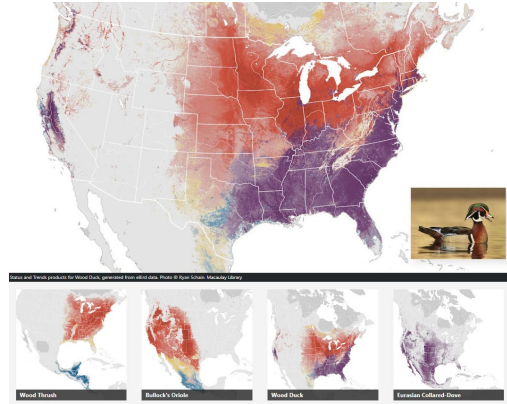 Status and Trends products for Wood Duck, generated from eBird data. Photo © Ryan Schain, Macaulay Library
Wood Thrush
Bullock's Oriole
Wood Duck
Eurasian Collared-Dove